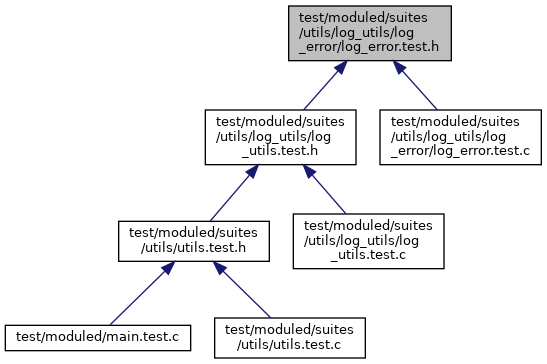 test/moduled/suites
/utils/log_utils/log
_error/log_error.test.h
test/moduled/suites
/utils/log_utils/log
_utils.test.h
test/moduled/suites
/utils/log_utils/log
_error/log_error.test.c
test/moduled/suites
/utils/utils.test.h
test/moduled/suites
/utils/log_utils/log
_utils.test.c
test/moduled/main.test.c
test/moduled/suites
/utils/utils.test.c